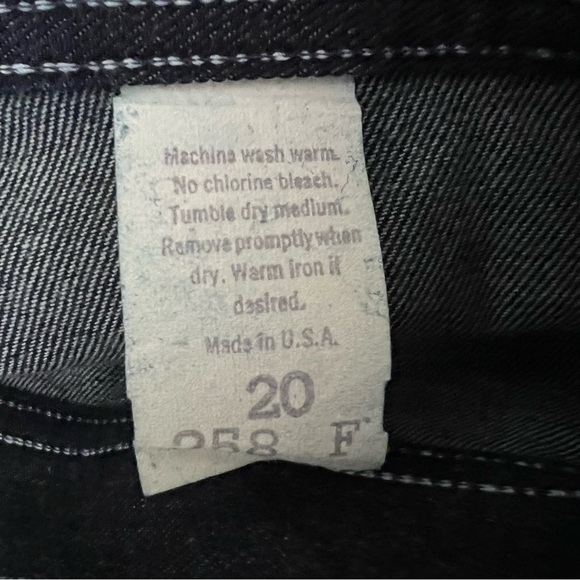 Machine wash warm.
No chlorine bleach.
Tumble dry medium.
Remove promptly when
dry. Warm iron if
desired.
Made in U.S.A.
20
258 F